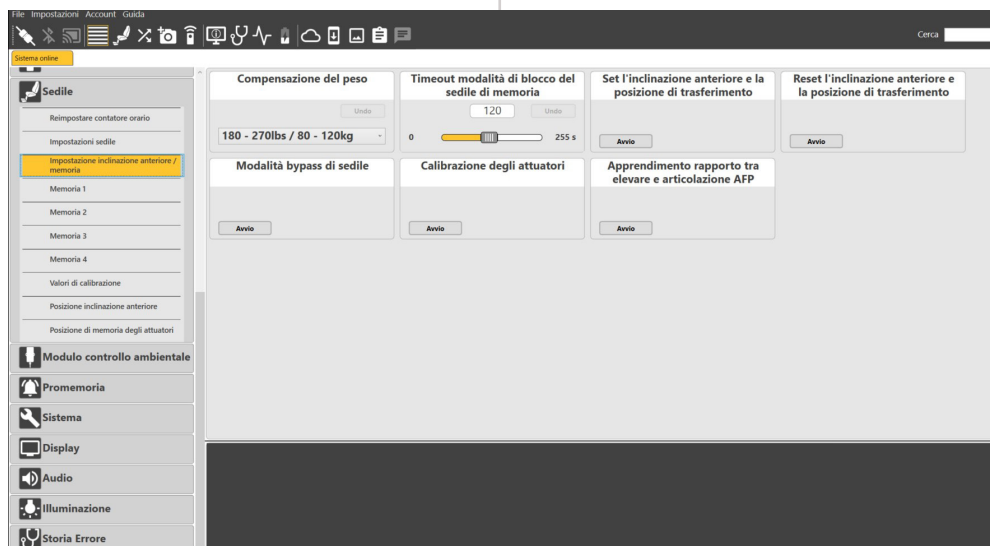 File Impostazioni Account Guida
Cerca
Sistema online
Sedile
Reimpostare contatore orario
Impostazioni sedile
Impostazione inclinazione anteriore /
memoria
Memoria 1
Memoria 2
Memoria 3
Memoria 4
Valori di calibrazione
Posizione inclinazione anteriore
Posizione di memoria degli attuatori
Modulo controllo ambientale
Promemoria
Sistema
Display
Audio
Illuminazione
Storia Errore
Compensazione del peso
Undo
180 - 270lbs / 80 - 120kg
Timeout modalità di blocco del
sedile di memoria
120 Undo
0 255 s
Set l'inclinazione anteriore e la
posizione di trasferimento
Avvio
Reset l'inclinazione anteriore e
la posizione di trasferimento
Avvio
Modalità bypass di sedile
Avvio
Calibrazione degli attuatori
Avvio
Apprendimento rapporto tra
elevare e articolazione AFP
Avvio